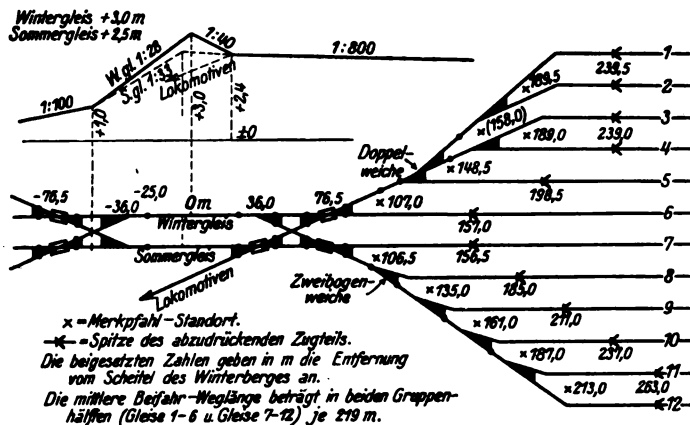 Wintergleis +3,0 m
Sommergleis + 2,5 m
W.gl. 1:28
S.gl. 1:35
1:40
1:800
1:100
Lokomotiven
+1,0
+3,0
+2,4
±0
-76,5
-36,0
-25,0
0 m
36,0
76,5
Wintergleis
Sommergleis
Lokomotiven
Doppel-
weiche
Zweibogen-
weiche
×189,5
×(158,0)
×189,0
×148,5
×107,0
×106,5
×135,0
×161,0
×187,0
×213,0
239,5
239,0
198,5
157,0
156,5
185,0
211,0
237,0
263,0
1
2
3
4
5
6
7
8
9
10
11
12
× = Merkpfahl-Standort.
= Spitze des abzudrückenden Zugteils.
Die beigesetzten Zahlen geben in m die Entfernung
vom Scheitel des Winterberges an.
Die mittlere Beifahr-Weglänge beträgt in beiden Gruppen-
hälften (Gleise 1-6 u. Gleise 7-12) je 219 m.